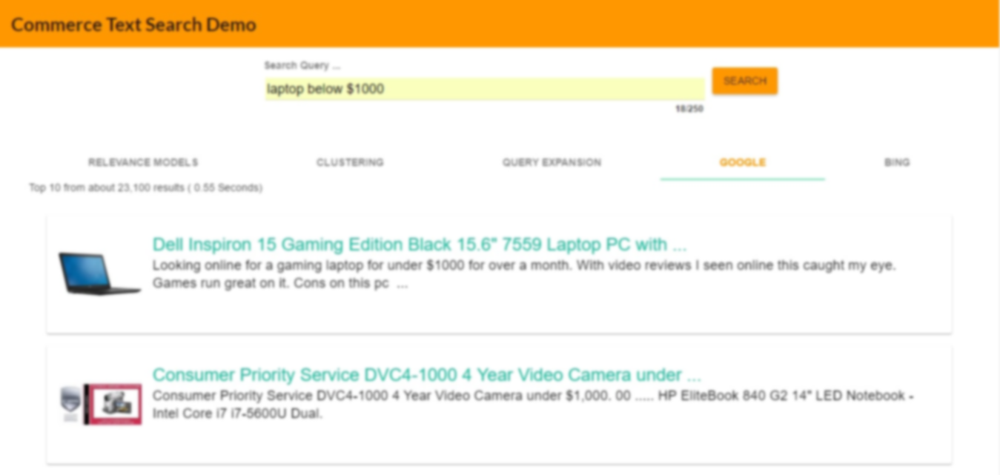 Commerce Text Search Demo
Search Query ...
laptop below $1000
SEARCH
18/250
RELEVANCE MODELS
CLUSTERING
QUERY EXPANSION
GOOGLE
BING
Top 10 from about 23,100 results ( 0.55 Seconds)
Dell Inspiron 15 Gaming Edition Black 15.6" 7559 Laptop PC with ...
Looking online for a gaming laptop for under $1000 for over a month. With video reviews I seen online this caught my eye.
Games run great on it. Cons on this pc ...
Consumer Priority Service DVC4-1000 4 Year Video Camera under ...
Consumer Priority Service DVC4-1000 4 Year Video Camera under $1,000. 00 ..... HP EliteBook 840 G2 14" LED Notebook -
Intel Core i7 i7-5600U Dual.